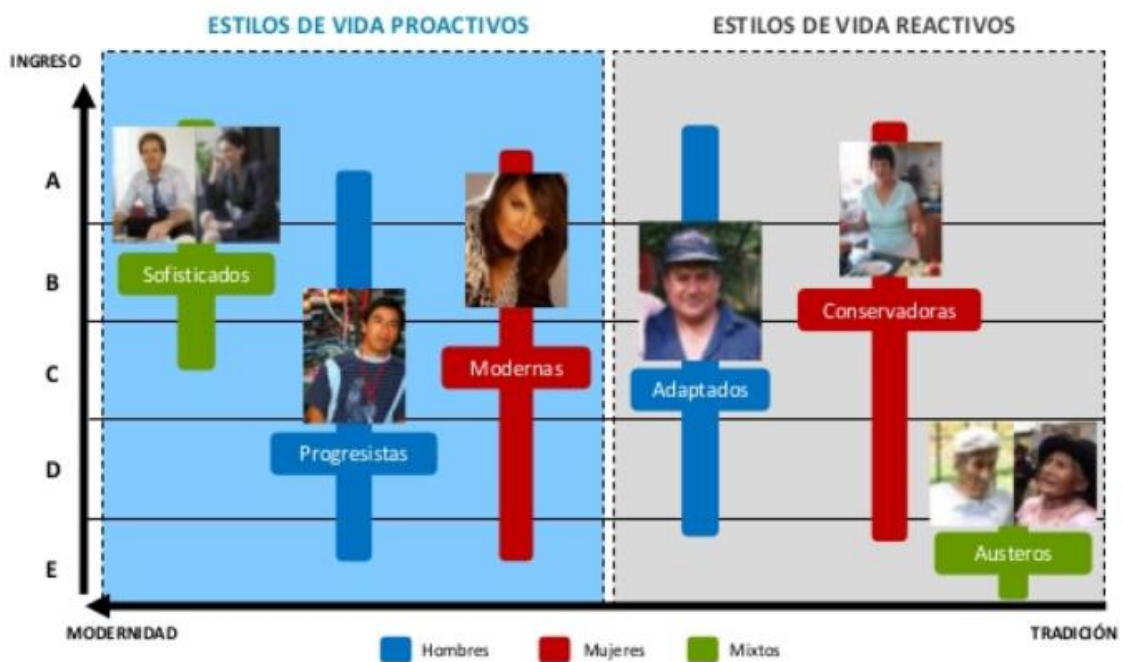 ESTILOS DE VIDA PROACTIVOS
ESTILOS DE VIDA REACTIVOS
INGRESO
A
B
C
D
E
Sofisticados
Progresistas
Modernas
Adaptados
Conservadoras
Austeros
MODERNIDAD
TRADICIÓN
Hombres
Mujeres
Mixtos